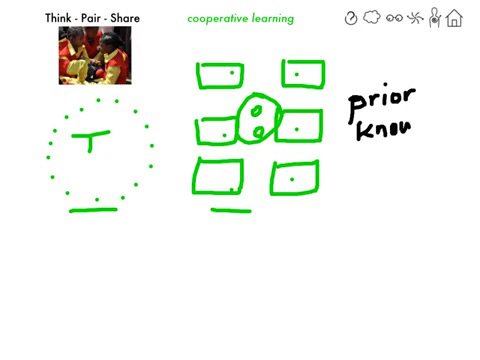 Think - Pair - Share
cooperative learning
T
prior
know